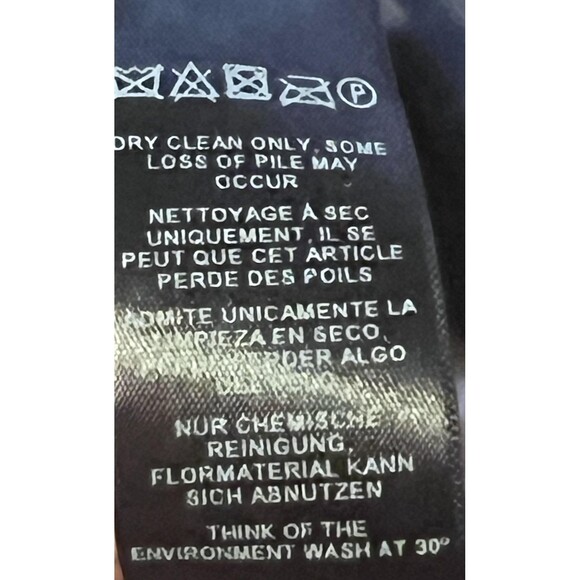 DRY CLEAN ONLY, SOME
LOSS OF PILE MAY
OCCUR
NETTOYAGE À SEC
UNIQUEMENT, IL SE
PEUT QUE CET ARTICLE
PERDE DES POILS
ADMITE UNICAMENTE LA
LIMPIEZA EN SECO,
PERDER ALGO
NUR CHEMISCHE
REINIGUNG,
FLORMATERIAL KANN
SICH ABNUTZEN
THINK OF THE
ENVIRONMENT WASH AT 30°